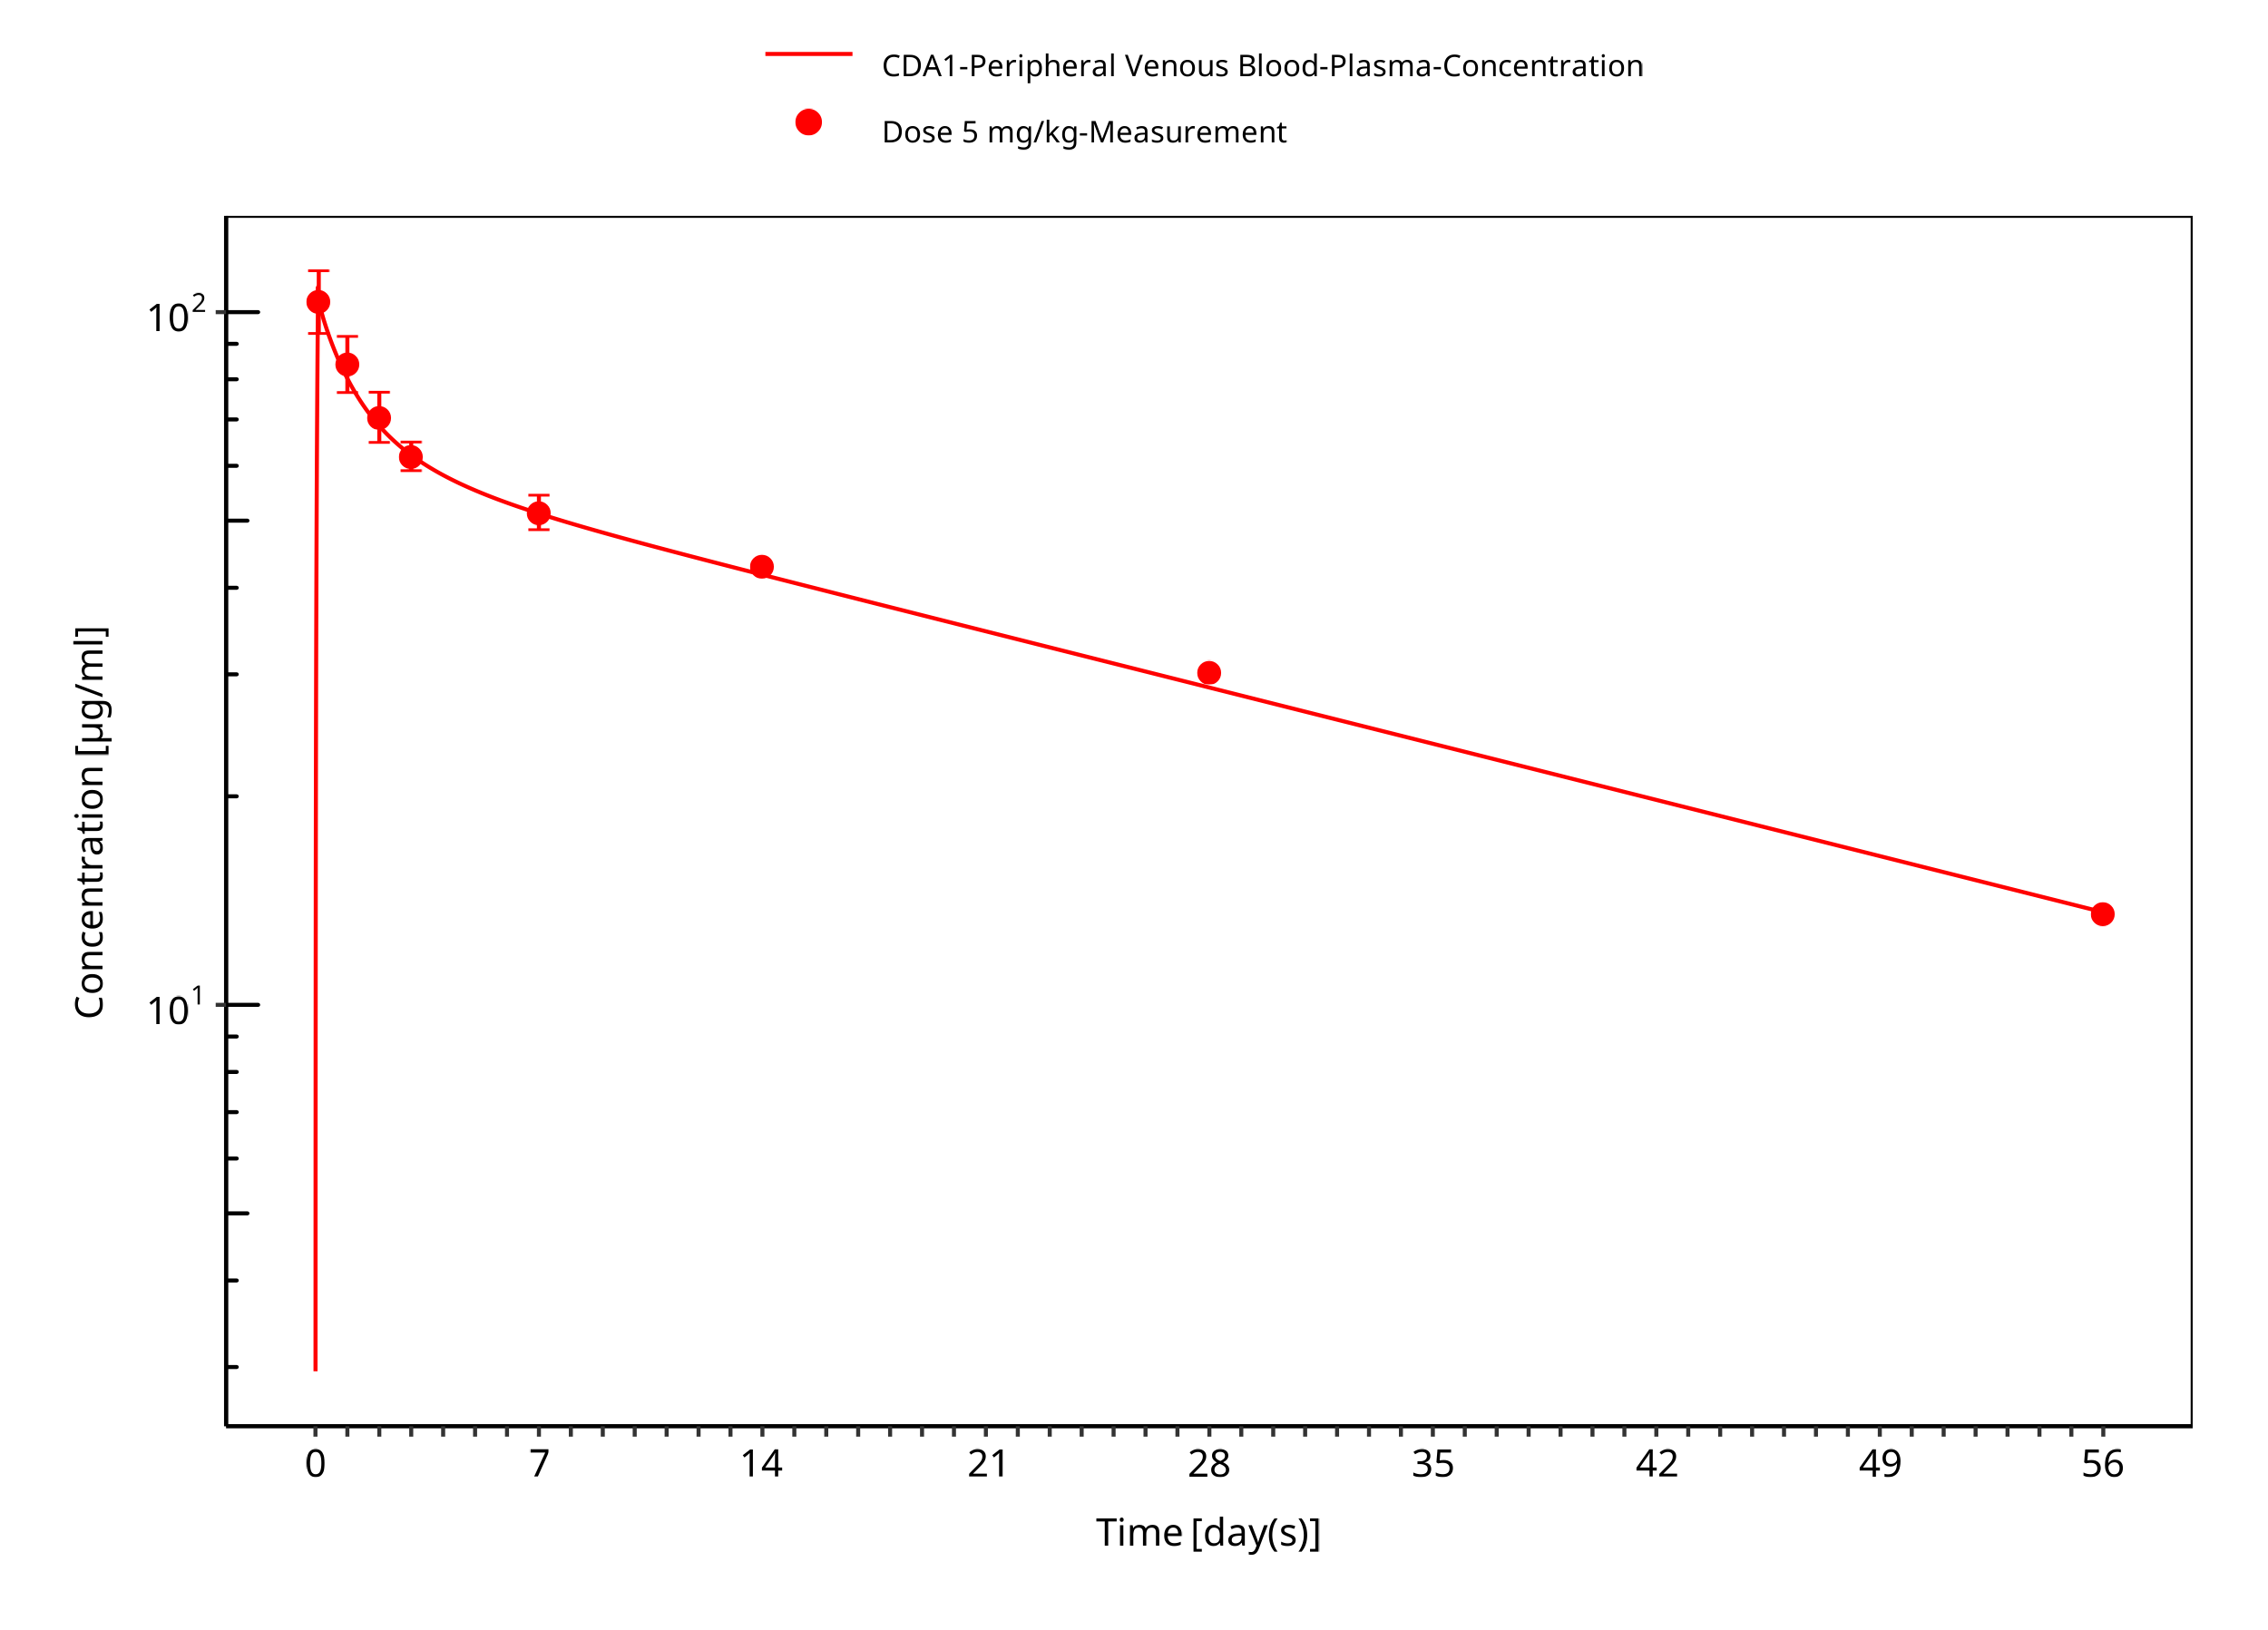 CDA1-Peripheral Venous Blood-Plasma-Concentration
Dose 5 mg/kg-Measurement
10²
10¹
Concentration [µg/ml]
0 7 14 21 28 35 42 49 56
Time [day(s)]